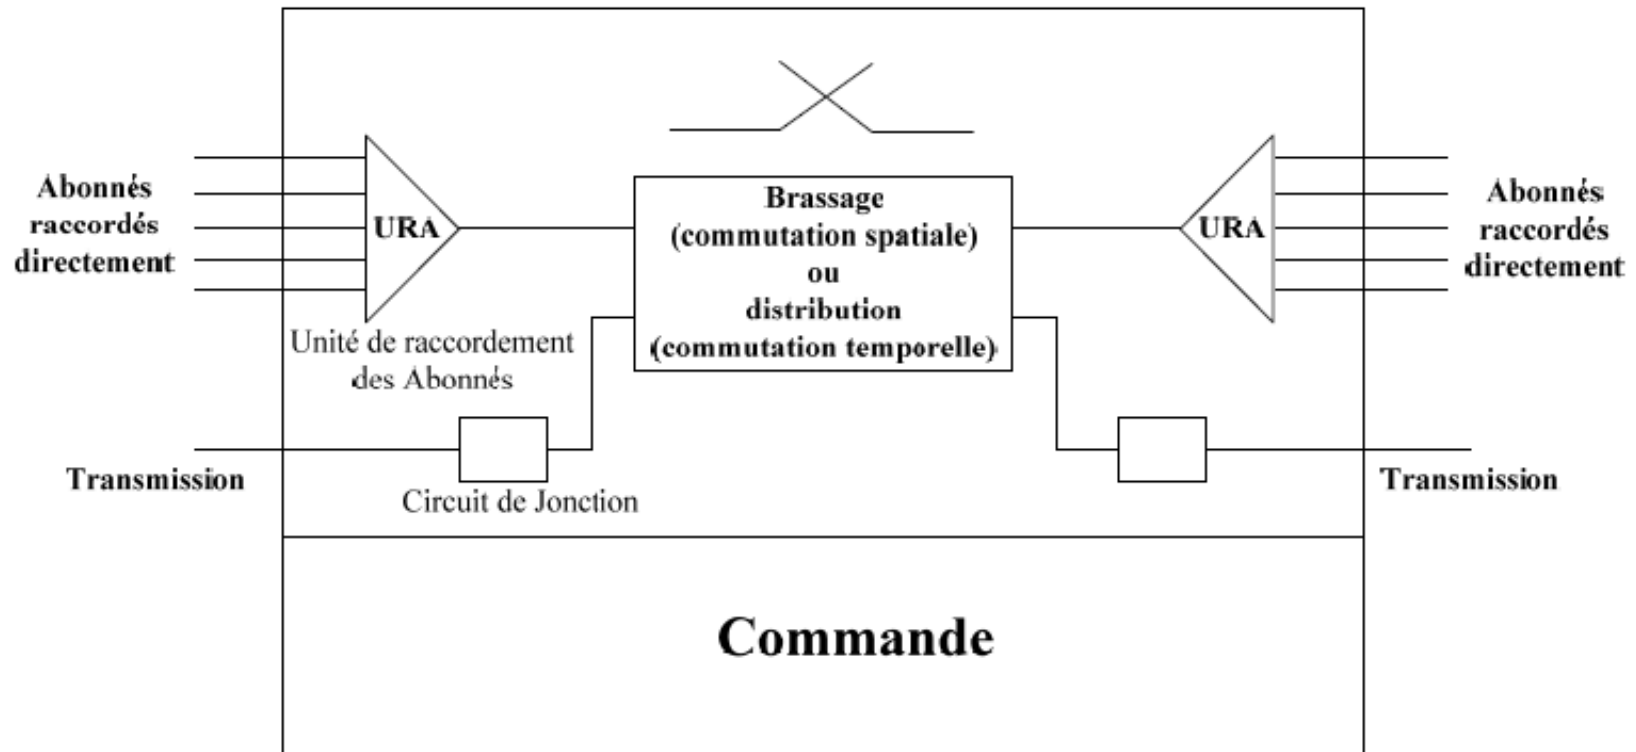 Abonnés
raccordés
directement
URA
Brassage
(commutation spatiale)
ou
distribution
(commutation temporelle)
URA
Abonnés
raccordés
directement
Unité de raccordement
des Abonnés
Transmission
Circuit de Jonction
Transmission
Commande